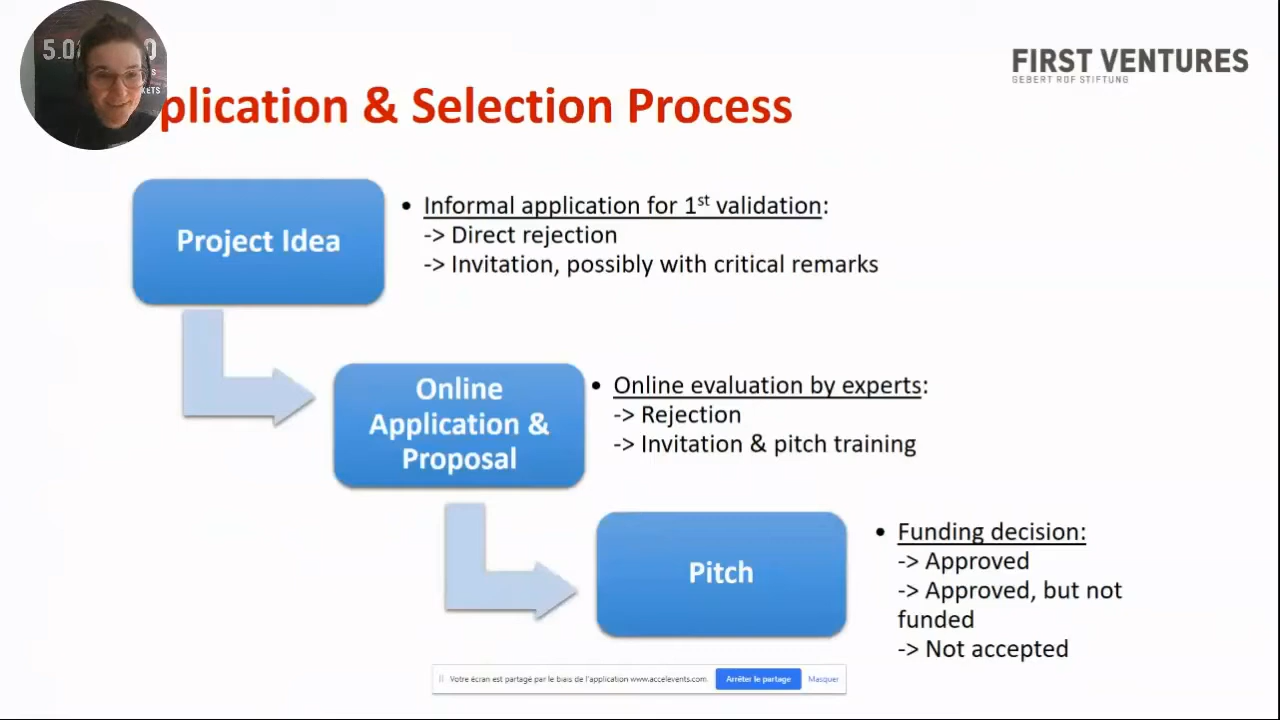 5.0
FIRST VENTURES
GEBERT RÜF STIFTUNG
plication & Selection Process
Project Idea
• Informal application for 1st validation:
-> Direct rejection
-> Invitation, possibly with critical remarks
Online
Application &
Proposal
• Online evaluation by experts:
-> Rejection
-> Invitation & pitch training
Pitch
• Funding decision:
-> Approved
-> Approved, but not
funded
-> Not accepted
Votre écran est partagé par le biais de l'application www.accelevents.com.
Arrêter le partage
Masquer